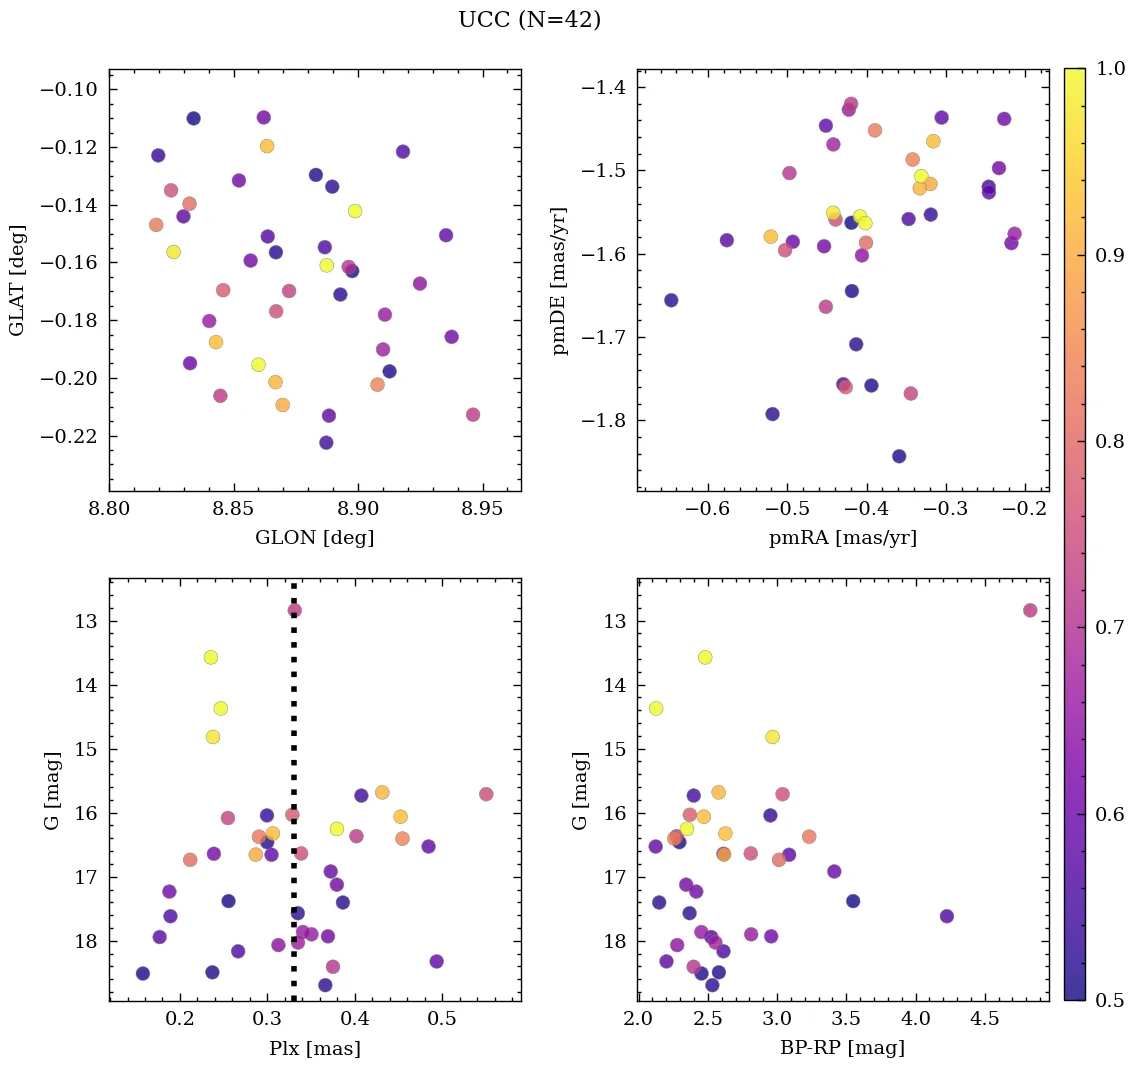 UCC (N=42)
−0.10
−0.12
−0.14
−0.16
−0.18
−0.20
−0.22
GLAT [deg]
8.80 8.85 8.90 8.95
GLON [deg]
−1.4
−1.5
−1.6
−1.7
−1.8
pmDE [mas/yr]
−0.6 −0.5 −0.4 −0.3 −0.2
pmRA [mas/yr]
13
14
15
16
17
18
G [mag]
0.2 0.3 0.4 0.5
Plx [mas]
13
14
15
16
17
18
G [mag]
2.0 2.5 3.0 3.5 4.0 4.5
BP-RP [mag]
1.0
0.9
0.8
0.7
0.6
0.5